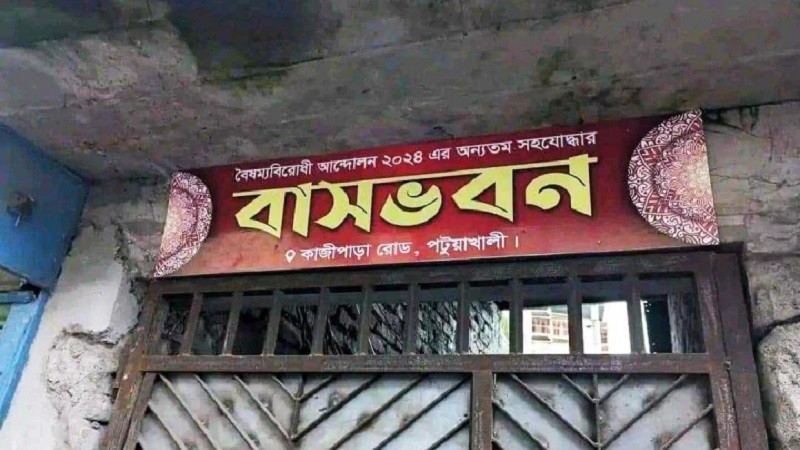 বৈষম্যবিরোধী আন্দোলন ২০২৪ এর অন্যতম সহযোদ্ধার
বাসভবন
কাজীপাড়া রোড, পটুয়াখালী।